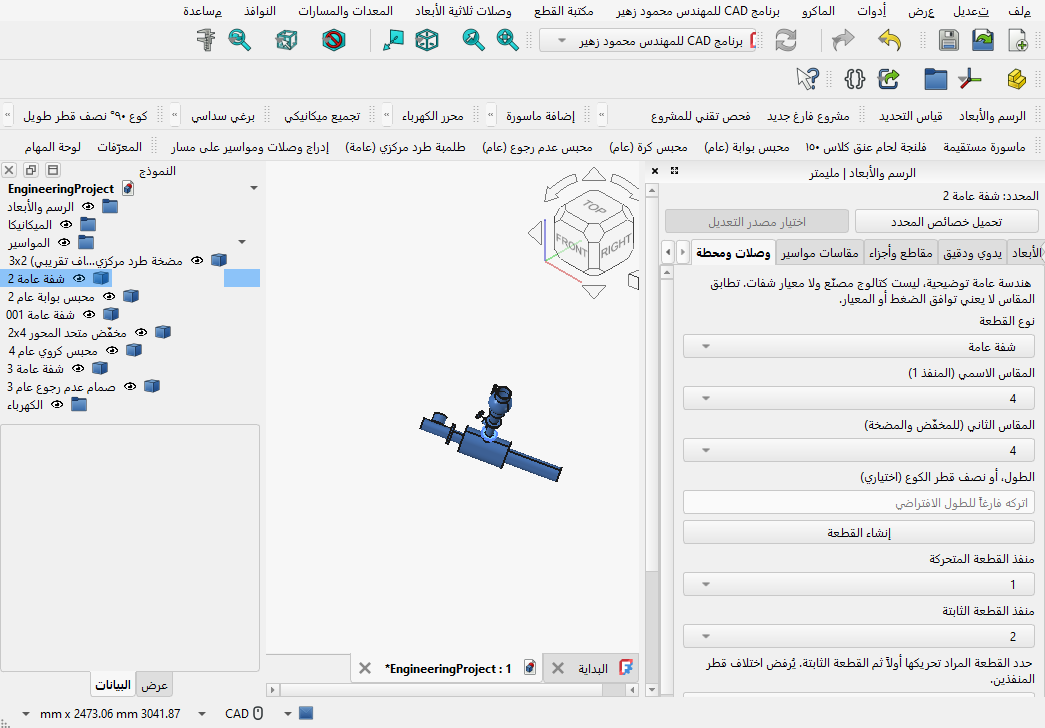 ملف تعديل عرض أدوات الماكرو برنامج CAD للمهندس محمود زهير مكتبة القطع وصلات ثلاثية الأبعاد المعدات والمسارات النوافذ مساعدة
برنامج CAD للمهندس محمود زهير
الرسم والأبعاد قياس التحديد مشروع فارغ جديد فحص تقني للمشروع إضافة ماسورة محرر الكهرباء تجميع ميكانيكي برغي سداسي كوع ٩٠° نصف قطر طويل
ماسورة مستقيمة فلنجة لحام عنق كلاس ١٥٠ محبس بوابة (عام) محبس كرة (عام) محبس عدم رجوع (عام) طلمبة طرد مركزي (عامة) إدراج وصلات ومواسير على مسار المعرّفات لوحة المهام
الرسم والأبعاد | مليمتر
المحدد: شفة عامة 2
تحميل خصائص المحدد
اختيار مصدر التعديل
الأبعاد يدوي ودقيق مقاطع وأجزاء مقاسات مواسير وصلات ومحطة
هندسة عامة توضيحية، ليست كتالوج مصنّع ولا معيار شفات. تطابق
المقاس لا يعني توافق الضغط أو المعيار.
نوع القطعة
شفة عامة
المقاس الاسمي (المنفذ 1)
4
المقاس الثاني (للمخفّض والمضخة)
4
الطول، أو نصف قطر الكوع (اختياري)
اتركه فارغاً للطول الافتراضي
إنشاء القطعة
منفذ القطعة المتحركة
1
منفذ القطعة الثابتة
2
حدد القطعة المراد تحريكها أولاً ثم القطعة الثابتة. يُرفض اختلاف قطر
المنفذين.
TOP
FRONT
RIGHT
البداية
EngineeringProject : 1*
النموذج
EngineeringProject
الرسم والأبعاد
الميكانيكا
المواسير
مضخة طرد مركزي...اف تقريبي) 3x2
شفة عامة 2
محبس بوابة عام 2
شفة عامة 001
مخفّض متحد المحور 2x4
محبس كروي عام 4
شفة عامة 3
صمام عدم رجوع عام 3
الكهرباء
عرض
البيانات
CAD
3041.87 mm x 2473.06 mm